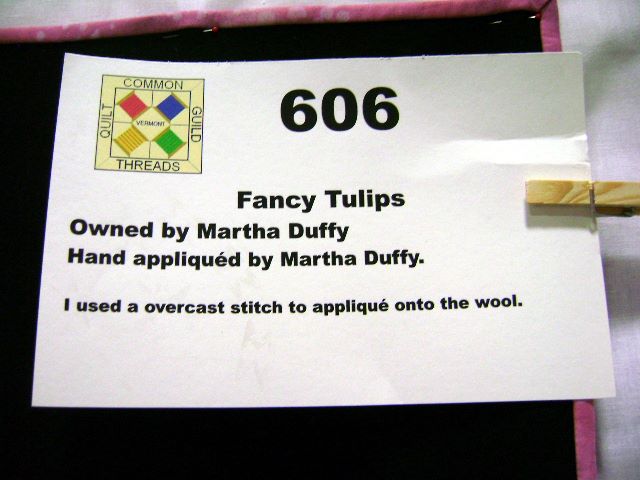 COMMON
QUILT
GUILD
VERMONT
THREADS
606
Fancy Tulips
Owned by Martha Duffy
Hand appliquéd by Martha Duffy.
I used a overcast stitch to appliqué onto the wool.